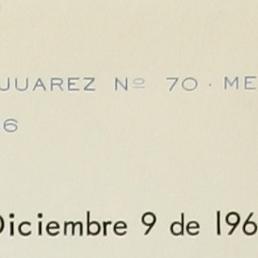 JUAREZ Nº 70 · ME
6
Diciembre 9 de 196